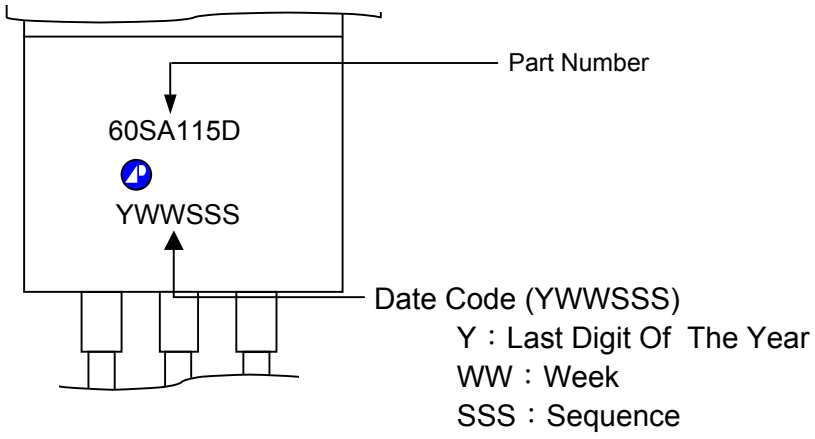 Part Number
60SA115D
YWWSSS
Date Code (YWWSSS)
Y：Last Digit Of The Year
WW：Week
SSS：Sequence